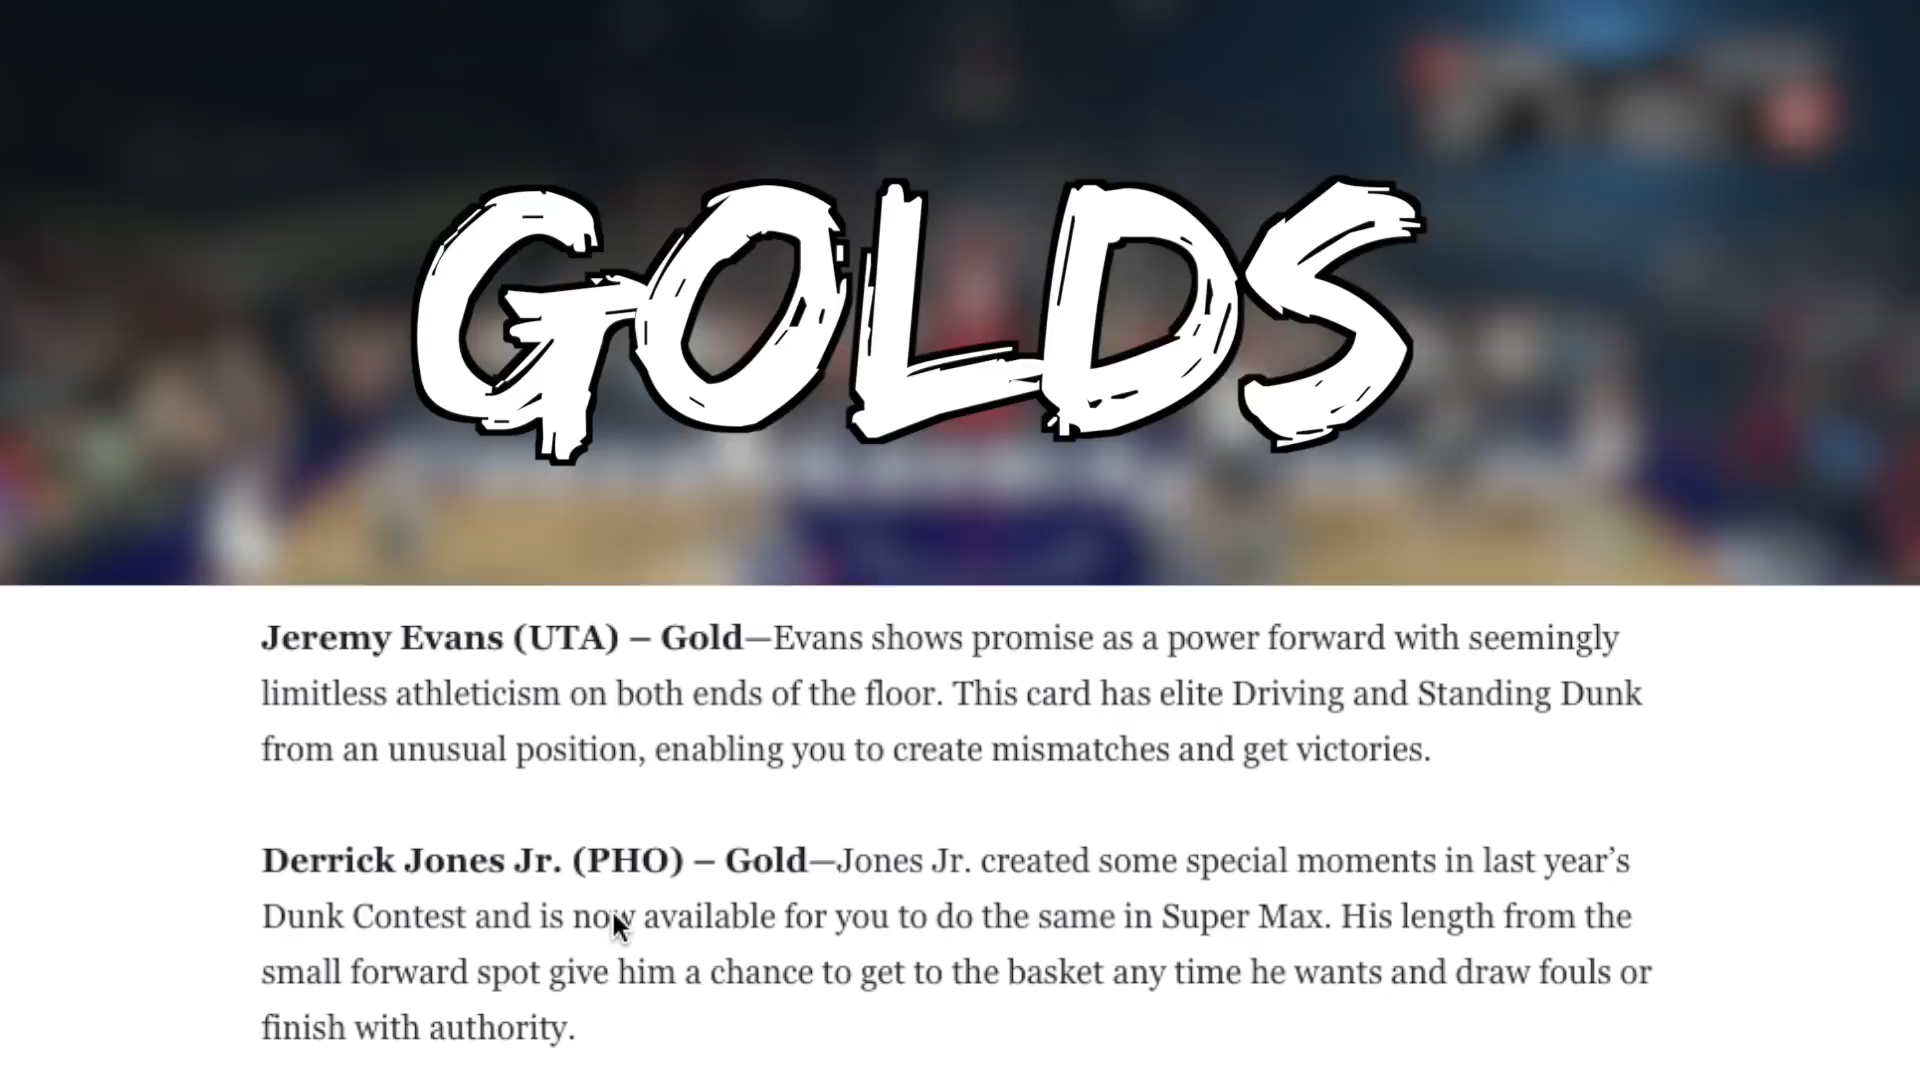 GOLDS
Jeremy Evans (UTA) – Gold—Evans shows promise as a power forward with seemingly
limitless athleticism on both ends of the floor. This card has elite Driving and Standing Dunk
from an unusual position, enabling you to create mismatches and get victories.
Derrick Jones Jr. (PHO) – Gold—Jones Jr. created some special moments in last year’s
Dunk Contest and is now available for you to do the same in Super Max. His length from the
small forward spot give him a chance to get to the basket any time he wants and draw fouls or
finish with authority.